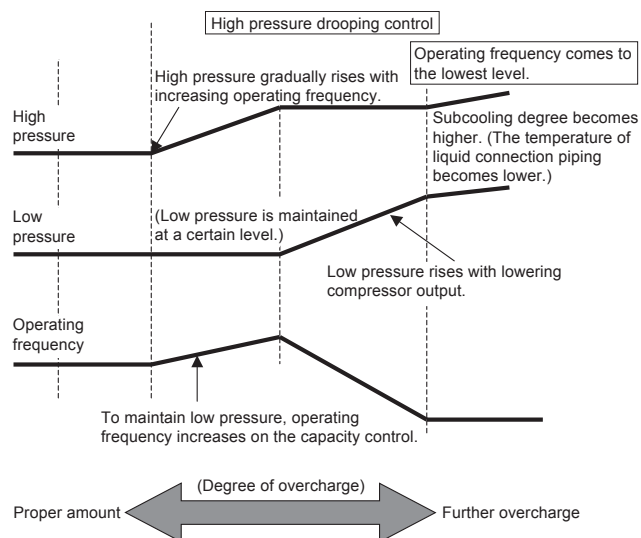 High pressure drooping control
Operating frequency comes to
the lowest level.
High pressure gradually rises with
increasing operating frequency.
High
pressure
Subcooling degree becomes
higher. (The temperature of
liquid connection piping
becomes lower.)
Low
pressure
(Low pressure is maintained
at a certain level.)
Low pressure rises with lowering
compressor output.
Operating
frequency
To maintain low pressure, operating
frequency increases on the capacity control.
(Degree of overcharge)
Proper amount
Further overcharge